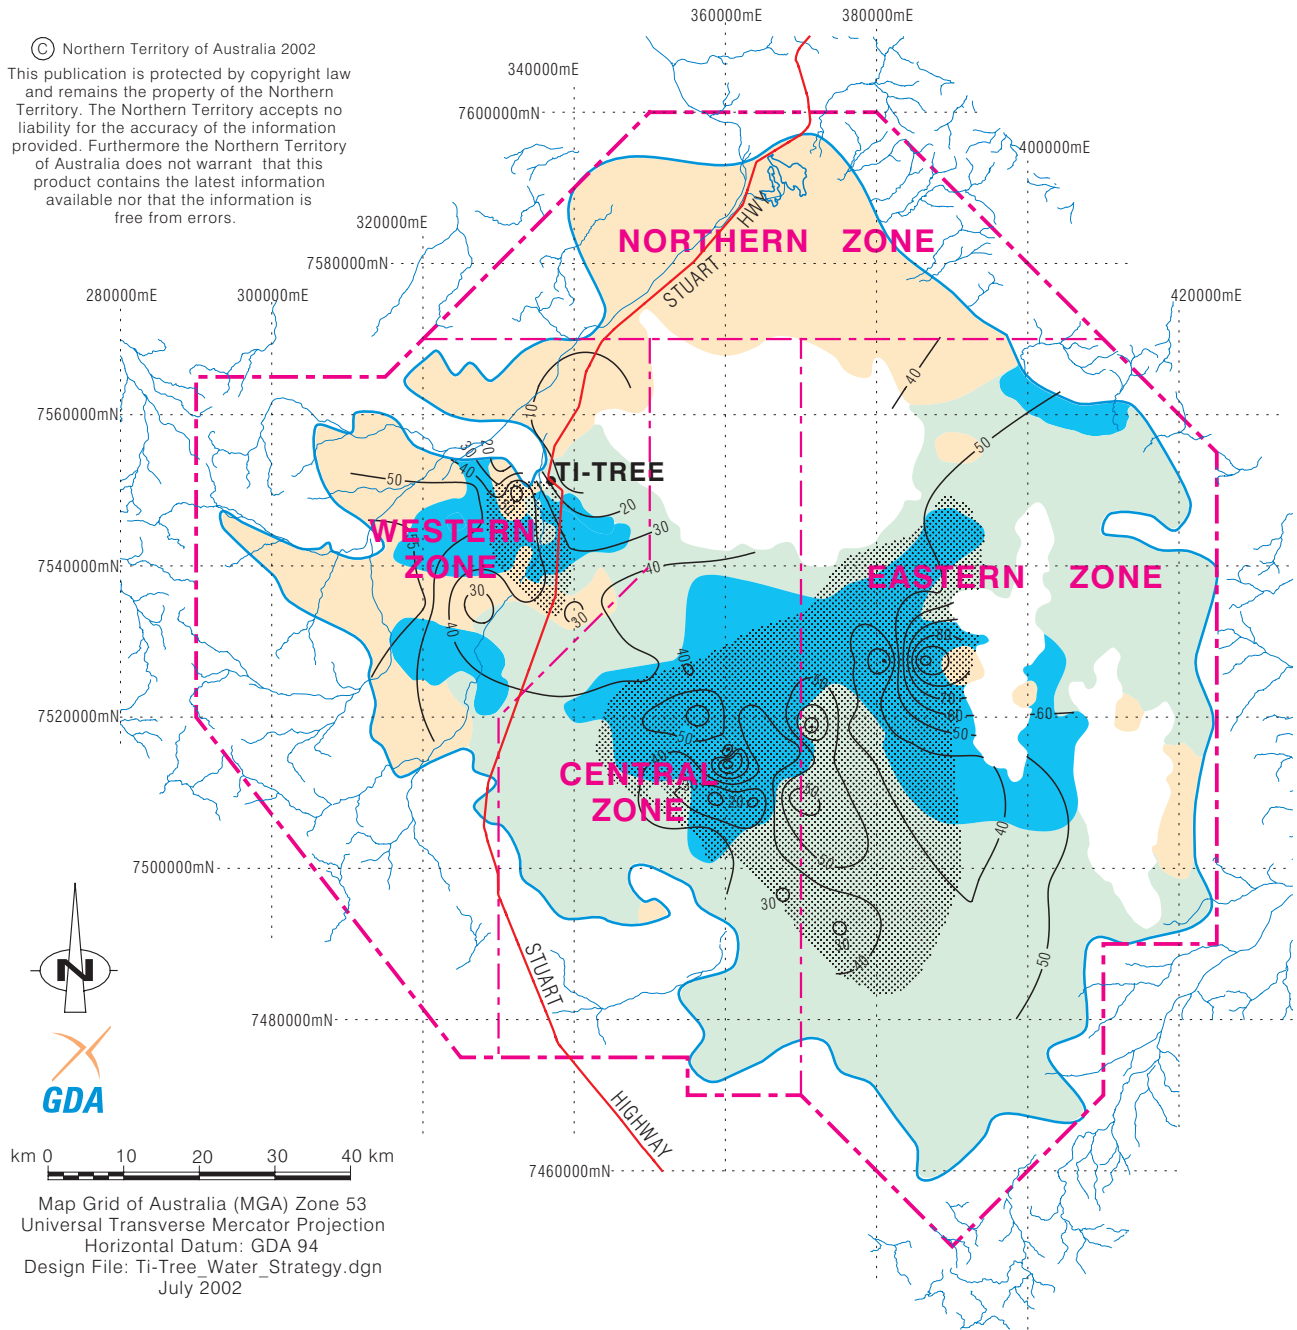 © Northern Territory of Australia 2002
This publication is protected by copyright law
and remains the property of the Northern
Territory. The Northern Territory accepts no
liability for the accuracy of the information
provided. Furthermore the Northern Territory
of Australia does not warrant that this
product contains the latest information
available nor that the information is
free from errors.
360000mE
380000mE
340000mE
7600000mN
400000mE
320000mE
7580000mN
280000mE
300000mE
420000mE
NORTHERN ZONE
STUART HWY
40
7560000mN
10
50
20
30
40
50
TI-TREE
20
30
WESTERN
ZONE
7540000mN
40
EASTERN ZONE
30
30
40
80
40
7520000mN
60
50
60
50
CENTRAL
ZONE
20
40
50
7500000mN
30
40
50
N
STUART
7480000mN
GDA
HIGHWAY
km 0 10 20 30 40 km
7460000mN
Map Grid of Australia (MGA) Zone 53
Universal Transverse Mercator Projection
Horizontal Datum: GDA 94
Design File: Ti-Tree_Water_Strategy.dgn
July 2002